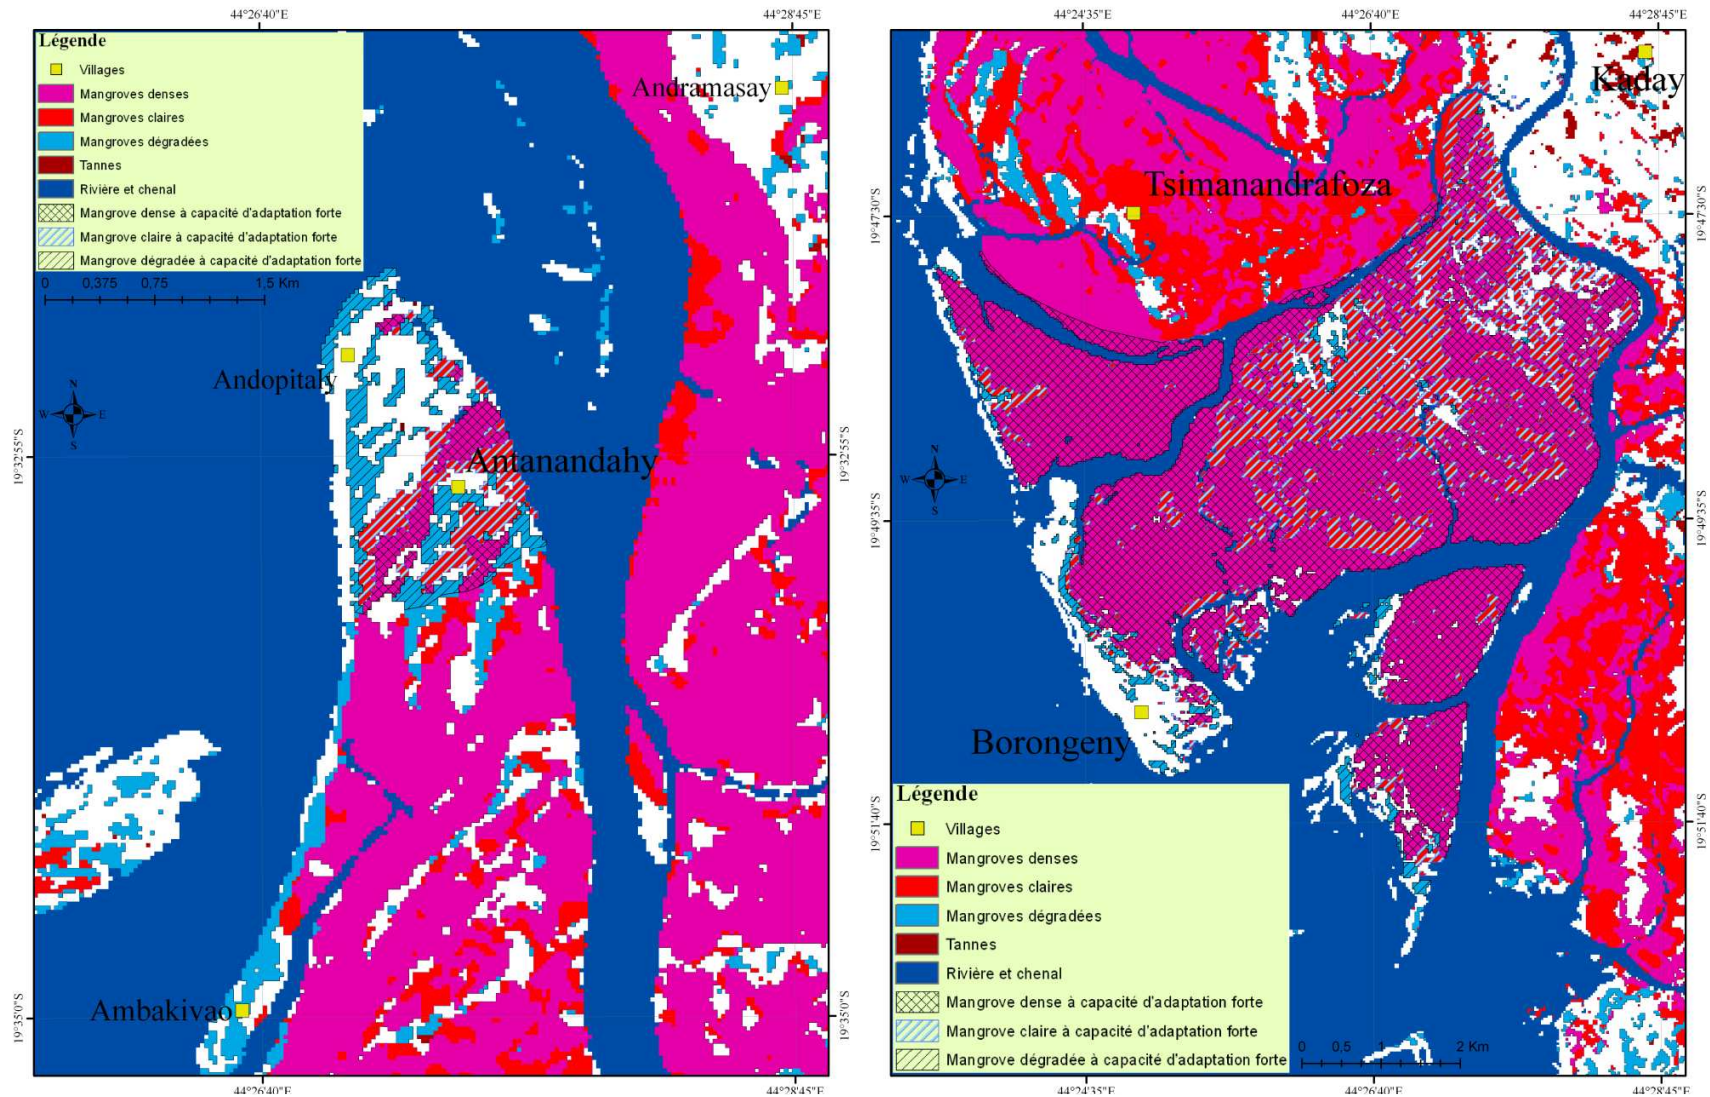 44°26'40"E
44°28'45"E
Légende
Villages
Mangroves denses
Mangroves claires
Mangroves dégradées
Tannes
Rivière et chenal
Mangrove dense à capacité d'adaptation forte
Mangrove claire à capacité d'adaptation forte
Mangrove dégradée à capacité d'adaptation forte
0 0,375 0,75 1,5 Km
Andramasay
Andopitaly
N
W E
S
Antanandahy
19°32'55"S
19°32'55"S
Ambakivao
19°35'0"S
19°35'0"S
44°26'40"E
44°28'45"E
44°24'35"E
44°26'40"E
44°28'45"E
Kaday
Tsimanandrafoza
19°47'30"S
19°47'30"S
N
W E
S
19°49'35"S
19°49'35"S
Borongeny
19°51'40"S
19°51'40"S
Légende
Villages
Mangroves denses
Mangroves claires
Mangroves dégradées
Tannes
Rivière et chenal
Mangrove dense à capacité d'adaptation forte
Mangrove claire à capacité d'adaptation forte
Mangrove dégradée à capacité d'adaptation forte
0 0,5 1 2 Km
44°24'35"E
44°26'40"E
44°28'45"E